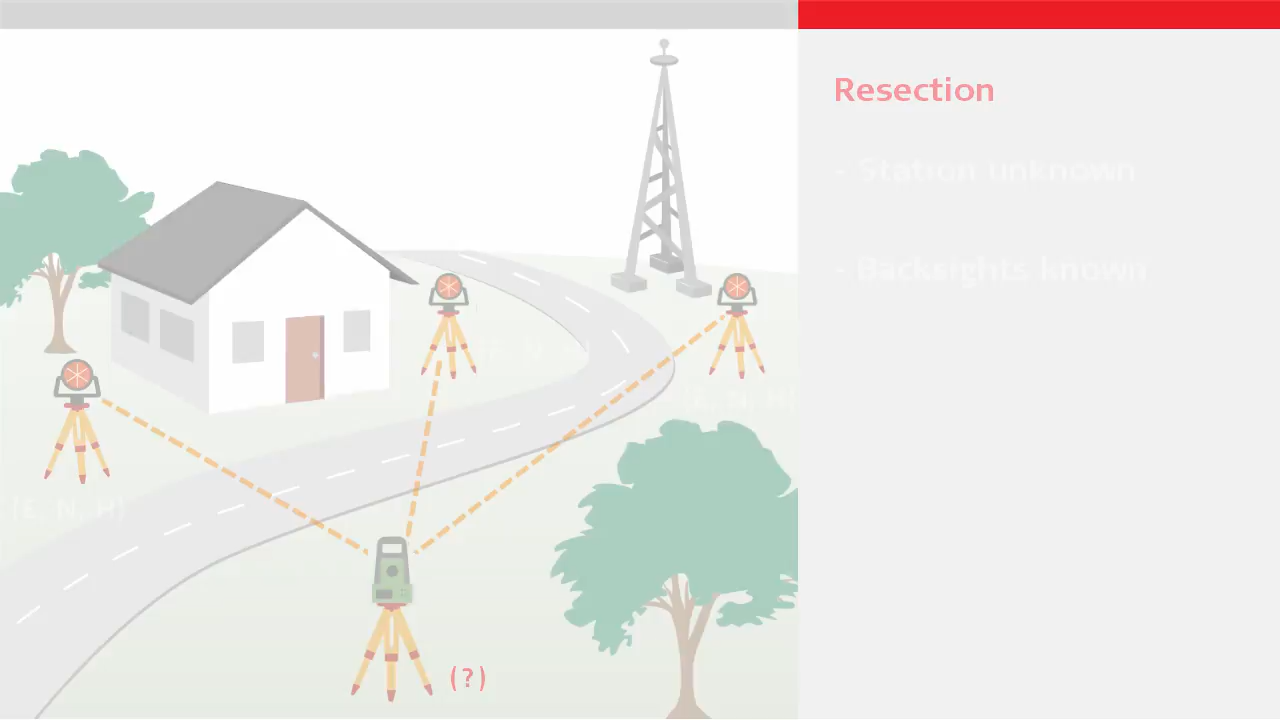 Resection
- Station unknown
- Backsights known
(E, N, H)
(?)